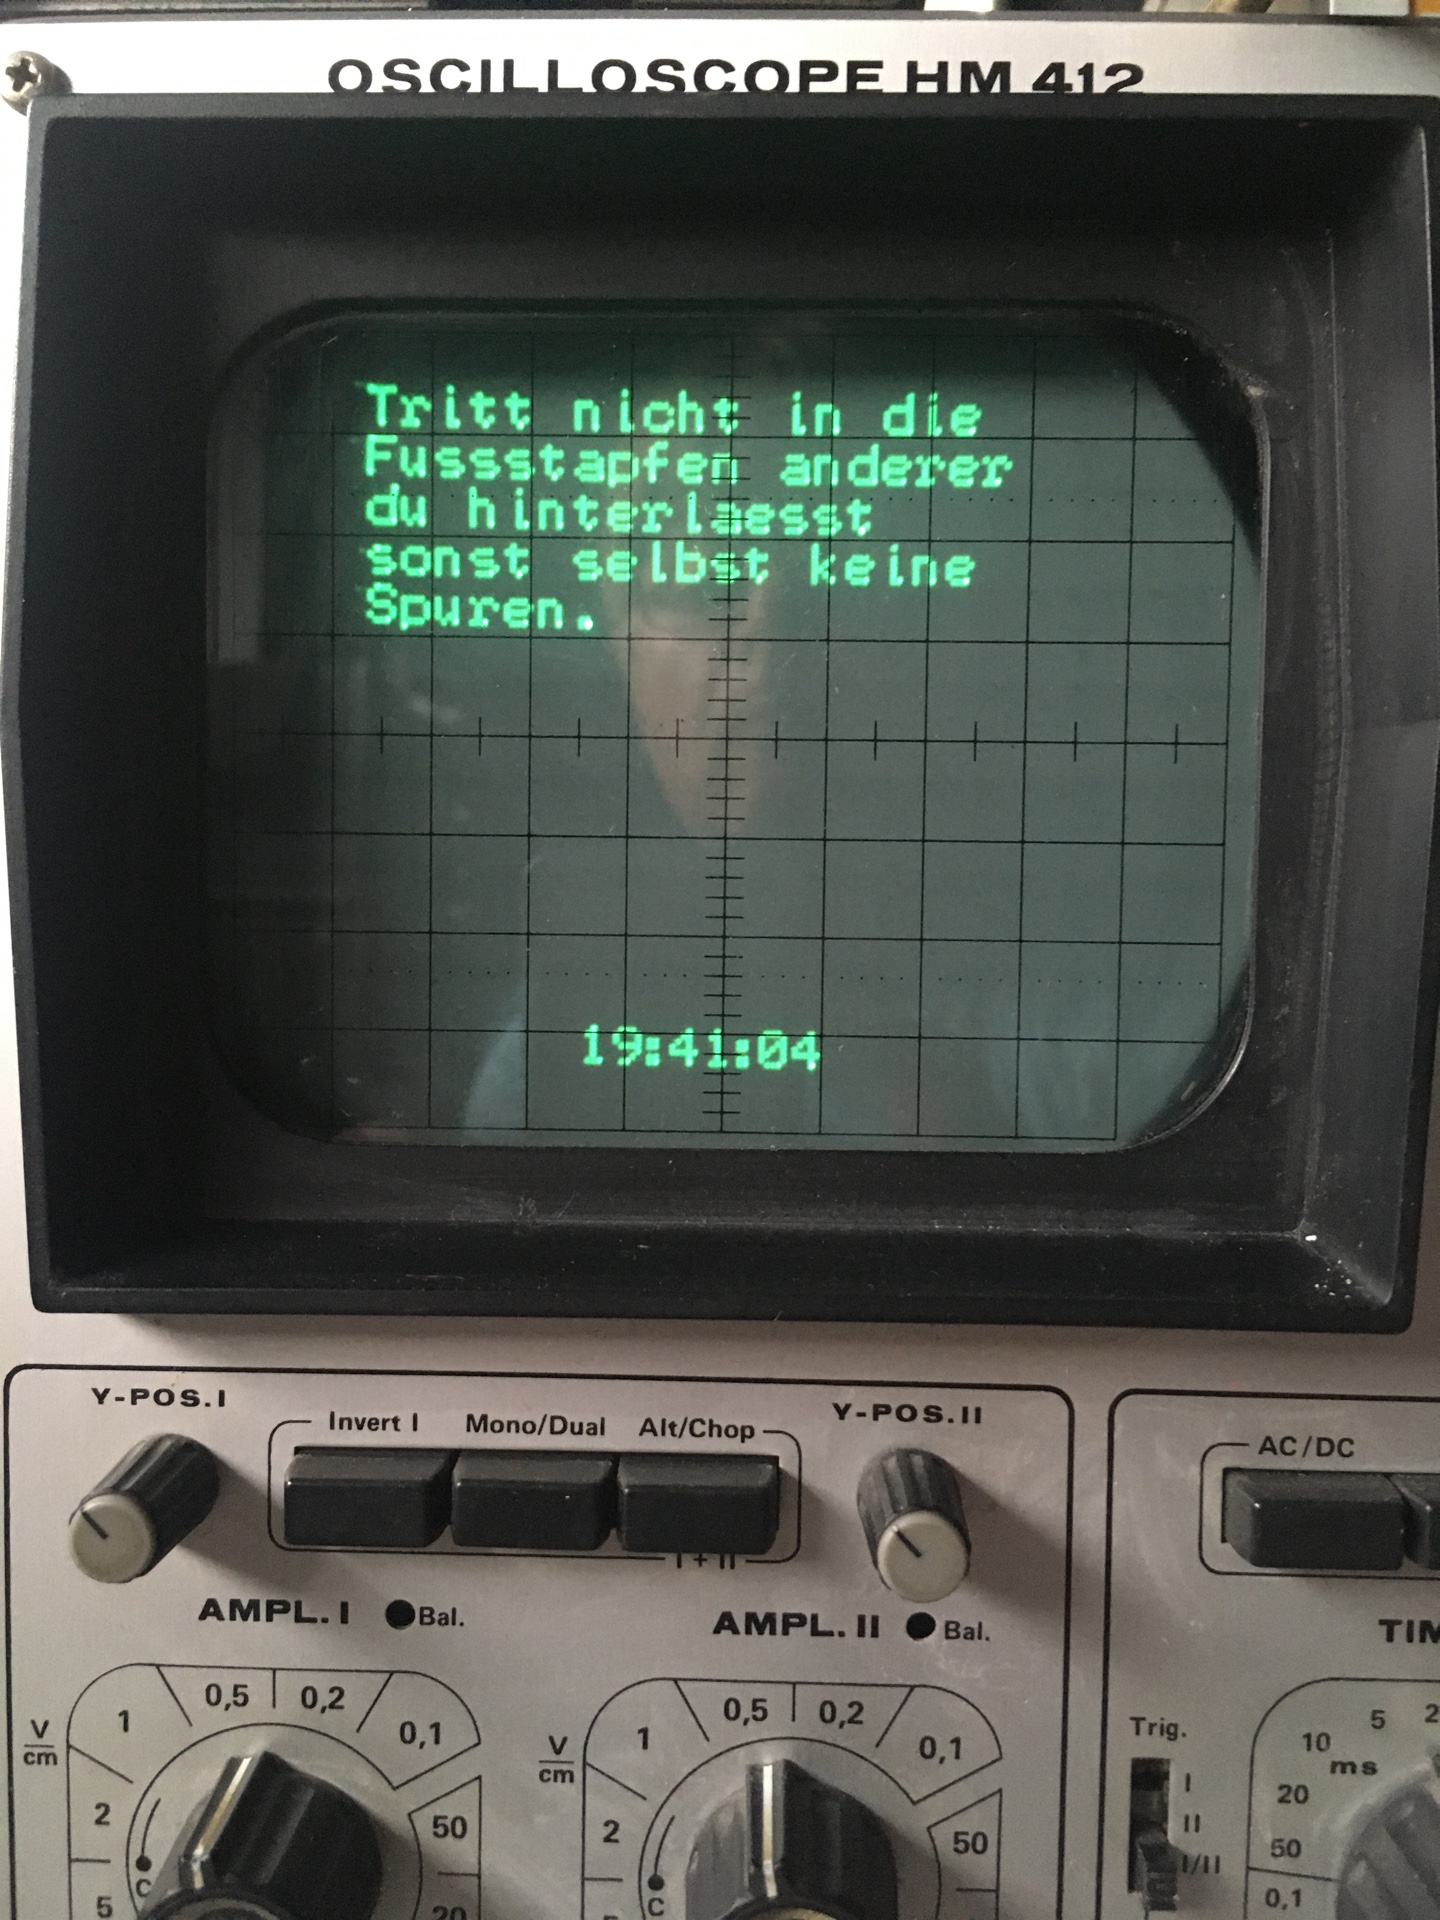 OSCILLOSCOPE HM 412
Tritt nicht in die
Fussstapfen anderer
du hinterlaesst
sonst selbst keine
Spuren.
19:41:04
Y-POS.I
Invert I
Mono/Dual
Alt/Chop
I + II
Y-POS.II
AC/DC
AMPL. I
Bal.
AMPL. II
Bal.
V/cm
1
0,5
0,2
0,1
2
50
5
20
C
V/cm
1
0,5
0,2
0,1
2
50
C
Trig.
I
II
I/II
5
10
ms
20
50
0,1